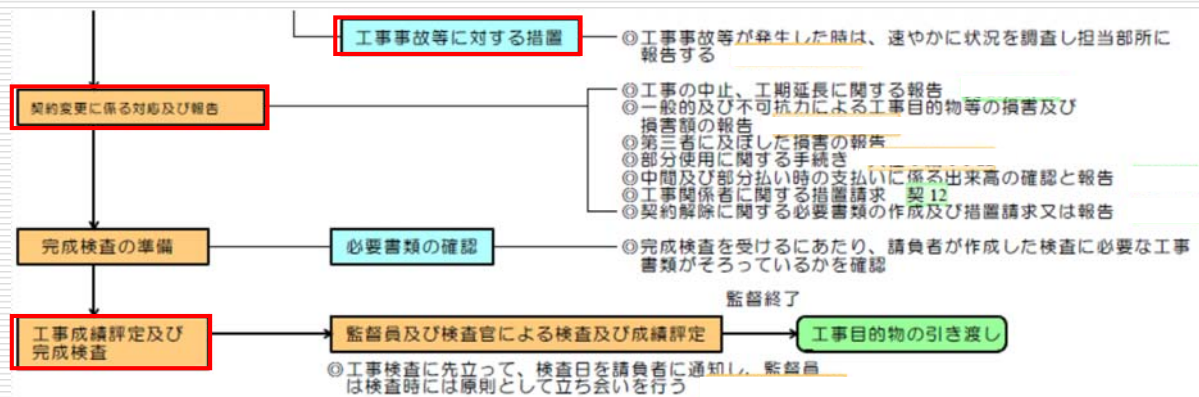 工事事故等に対する措置
◎工事事故等が発生した時は、速やかに状況を調査し担当部所に
報告する
契約変更に係る対応及び報告
◎工事の中止、工期延長に関する報告
◎一般的及び不可抗力による工事目的物等の損害及び
損害額の報告
◎第三者に及ぼした損害の報告
◎部分使用に関する手続き
◎中間及び部分払い時の支払いに係る出来高の確認と報告
◎工事関係者に関する措置請求 契 12
◎契約解除に関する必要書類の作成及び措置請求又は報告
完成検査の準備
必要書類の確認
◎完成検査を受けるにあたり、請負者が作成した検査に必要な工事
書類がそろっているかを確認
監督終了
工事成績評定及び
完成検査
監督員及び検査官による検査及び成績評定
工事目的物の引き渡し
◎工事検査に先立って、検査日を請負者に通知し、監督員
は検査時には原則として立ち会いを行う